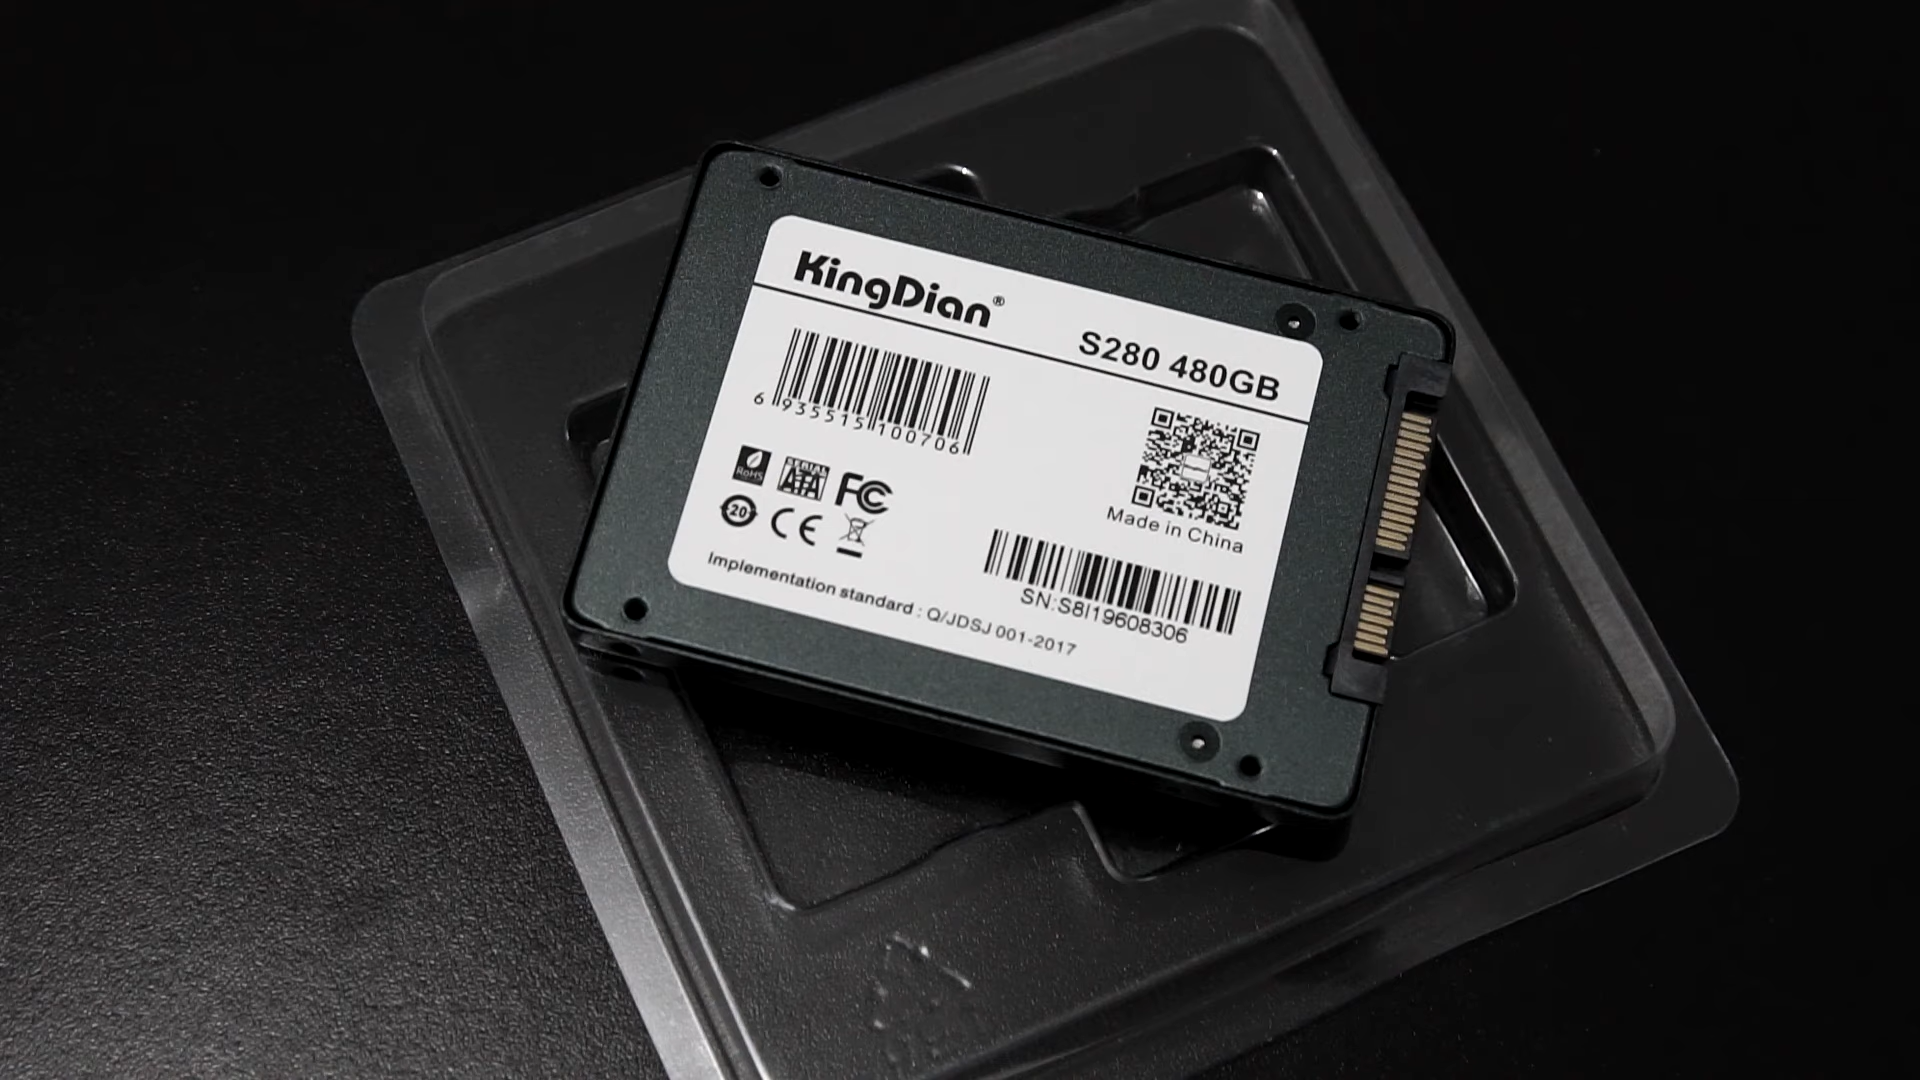 KingDian®
S280 480GB
6 935515 100706
RoHS
SERIAL
ATA
FC
20
CE
Made in China
SN:S8I19608306
Implementation standard : Q/JDSJ 001-2017